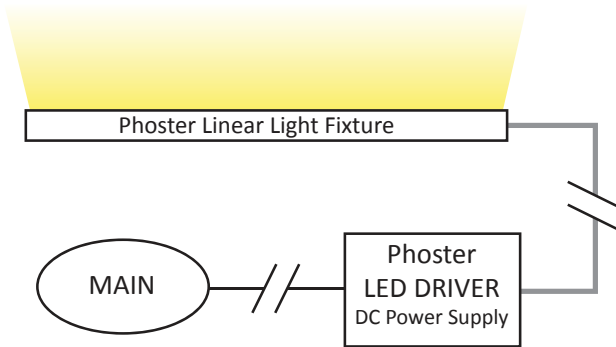 Phoster Linear Light Fixture
MAIN
Phoster
LED DRIVER
DC Power Supply